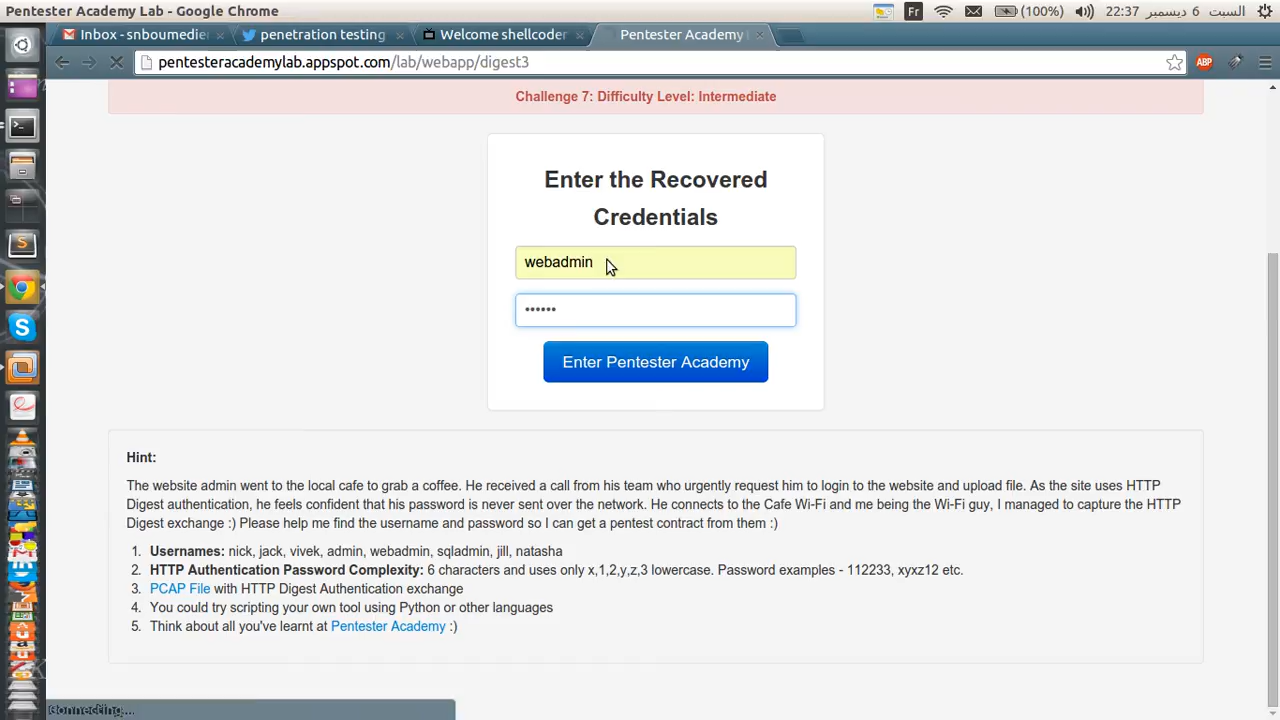 Pentester Academy Lab - Google Chrome
Fr (100%) 22:37 السبت 6 ديسمبر
Inbox - snboumedien × penetration testing × Welcome shellcoder × Pentester Academy ×
pentesteracademylab.appspot.com/lab/webapp/digest3
ABP
Challenge 7: Difficulty Level: Intermediate
Enter the Recovered
Credentials
webadmin
••••••
Enter Pentester Academy
Hint:
The website admin went to the local cafe to grab a coffee. He received a call from his team who urgently request him to login to the website and upload file. As the site uses HTTP
Digest authentication, he feels confident that his password is never sent over the network. He connects to the Cafe Wi-Fi and me being the Wi-Fi guy, I managed to capture the HTTP
Digest exchange :) Please help me find the username and password so I can get a pentest contract from them :)
1. Usernames: nick, jack, vivek, admin, webadmin, sqladmin, jill, natasha
2. HTTP Authentication Password Complexity: 6 characters and uses only x,1,2,y,z,3 lowercase. Password examples - 112233, xyxz12 etc.
3. PCAP File with HTTP Digest Authentication exchange
4. You could try scripting your own tool using Python or other languages
5. Think about all you've learnt at Pentester Academy :)
Connecting...